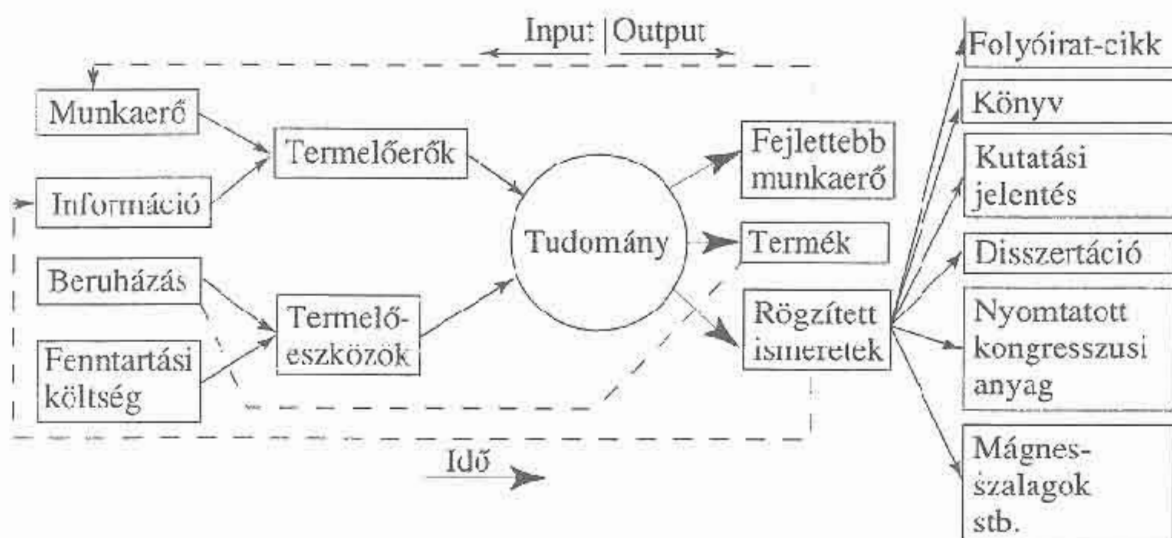 Input | Output
Munkaerő
Információ
Beruházás
Fenntartási
költség
Termelőerők
Termelő-
eszközök
Tudomány
Fejlettebb
munkaerő
Termék
Rögzített
ismeretek
Folyóirat-cikk
Könyv
Kutatási
jelentés
Disszertáció
Nyomtatott
kongresszusi
anyag
Mágnes-
szalagok
stb.
Idő